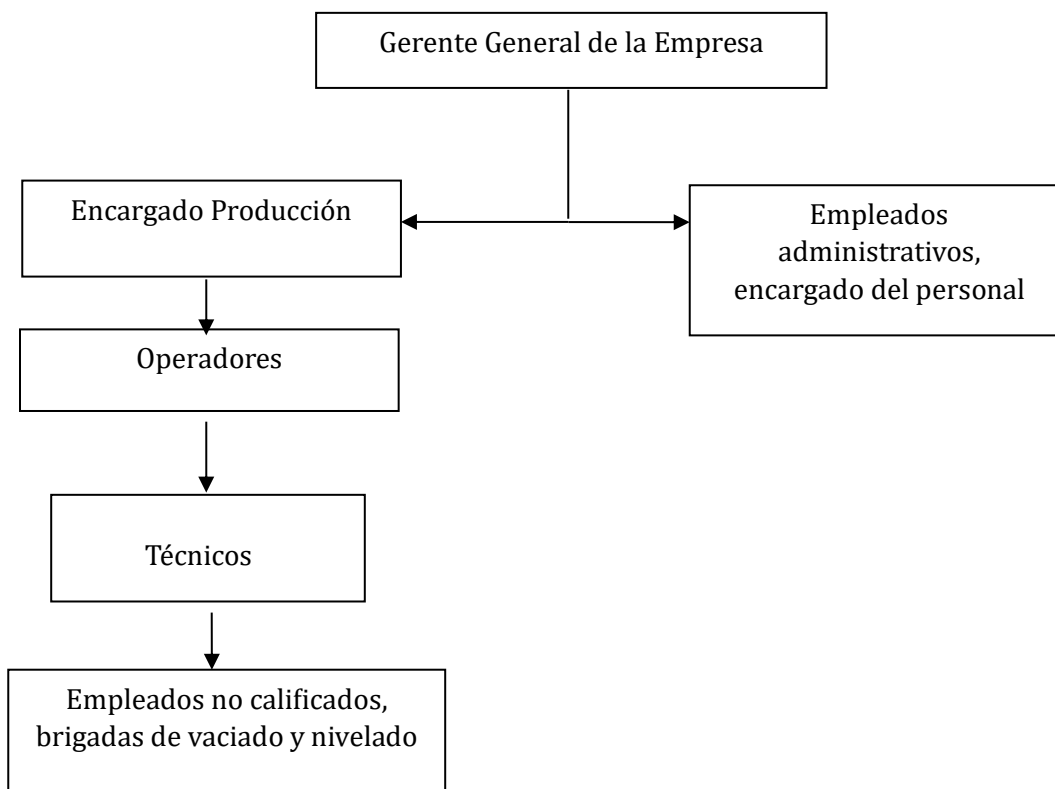 Gerente General de la Empresa
Encargado Producción
Empleados
administrativos,
encargado del personal
Operadores
Técnicos
Empleados no calificados,
brigadas de vaciado y nivelado